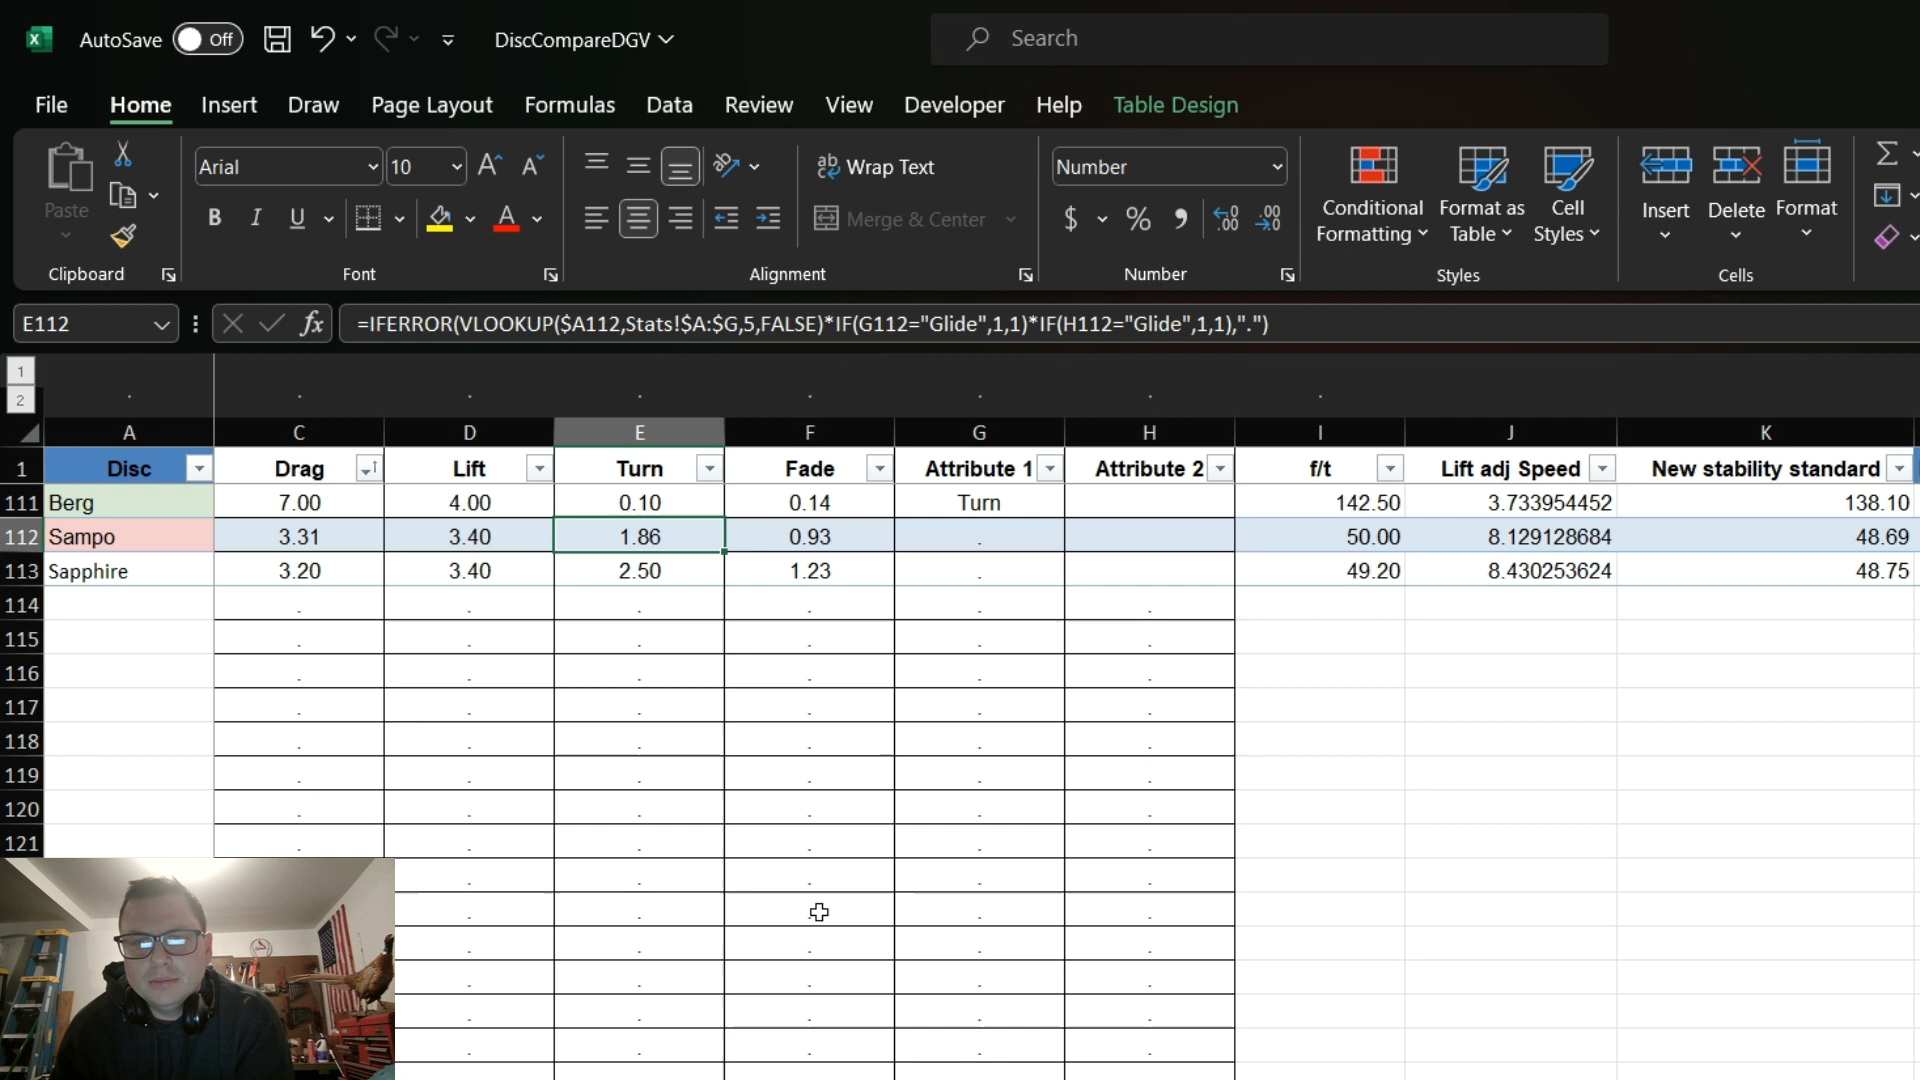 AutoSave Off DiscCompareDGV Search
File Home Insert Draw Page Layout Formulas Data Review View Developer Help Table Design
Paste Arial 10 Wrap Text Number Conditional Formatting Format as Table Cell Styles Insert Delete Format
B I U A Merge & Center $ % 9 .00
Clipboard Font Alignment Number Styles Cells
E112 fx =IFERROR(VLOOKUP($A112,Stats!$A:$G,5,FALSE)*IF(G112="Glide",1,1)*IF(H112="Glide",1,1),".")
1
2 . . . . . . . .
A C D E F G H I J K
1 Disc Drag Lift Turn Fade Attribute 1 Attribute 2 f/t Lift adj Speed New stability standard
111 Berg 7.00 4.00 0.10 0.14 Turn 142.50 3.733954452 138.10
112 Sampo 3.31 3.40 1.86 0.93 . 50.00 8.129128684 48.69
113 Sapphire 3.20 3.40 2.50 1.23 . 49.20 8.430253624 48.75
114 . . . . . .
115 . . . . . .
116 . . . . . .
117 . . . . . .
118 . . . . . .
119 . . . . . .
120 . . . . . .
121 . . . . . .